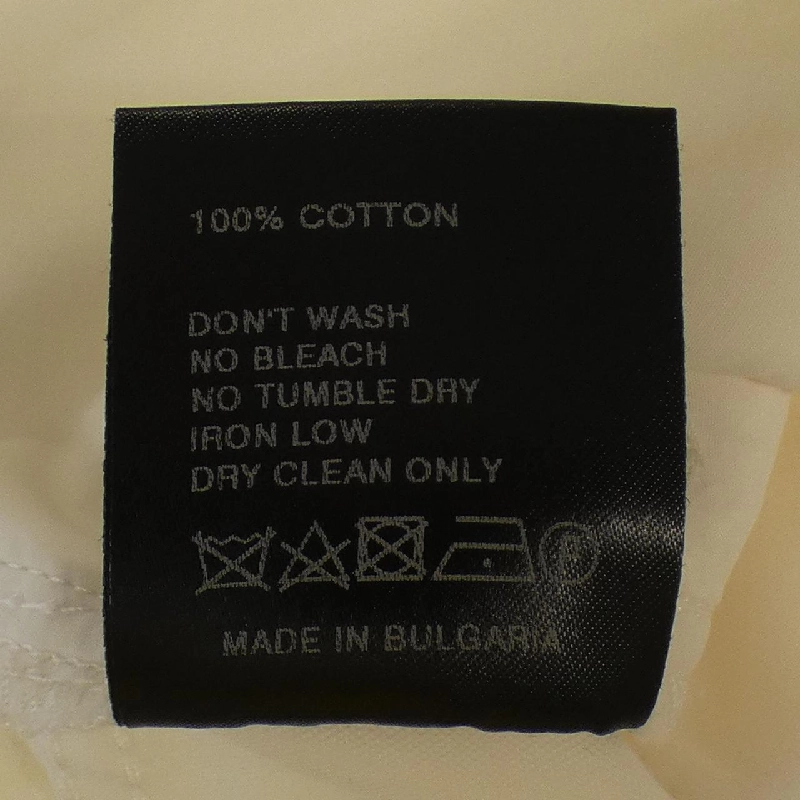 100% COTTON
DON'T WASH
NO BLEACH
NO TUMBLE DRY
IRON LOW
DRY CLEAN ONLY
MADE IN BULGARIA